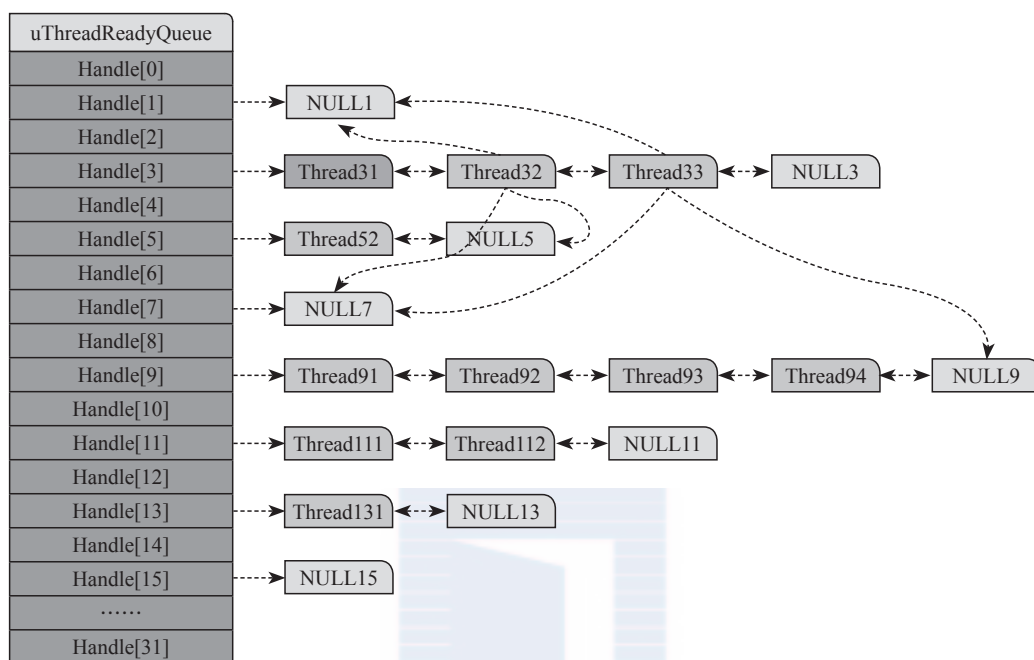 uThreadReadyQueue
Handle[0]
Handle[1] NULL1
Handle[2]
Handle[3] Thread31 Thread32 Thread33 NULL3
Handle[4]
Handle[5] Thread52 NULL5
Handle[6]
Handle[7] NULL7
Handle[8]
Handle[9] Thread91 Thread92 Thread93 Thread94 NULL9
Handle[10]
Handle[11] Thread111 Thread112 NULL11
Handle[12]
Handle[13] Thread131 NULL13
Handle[14]
Handle[15] NULL15
……
Handle[31]